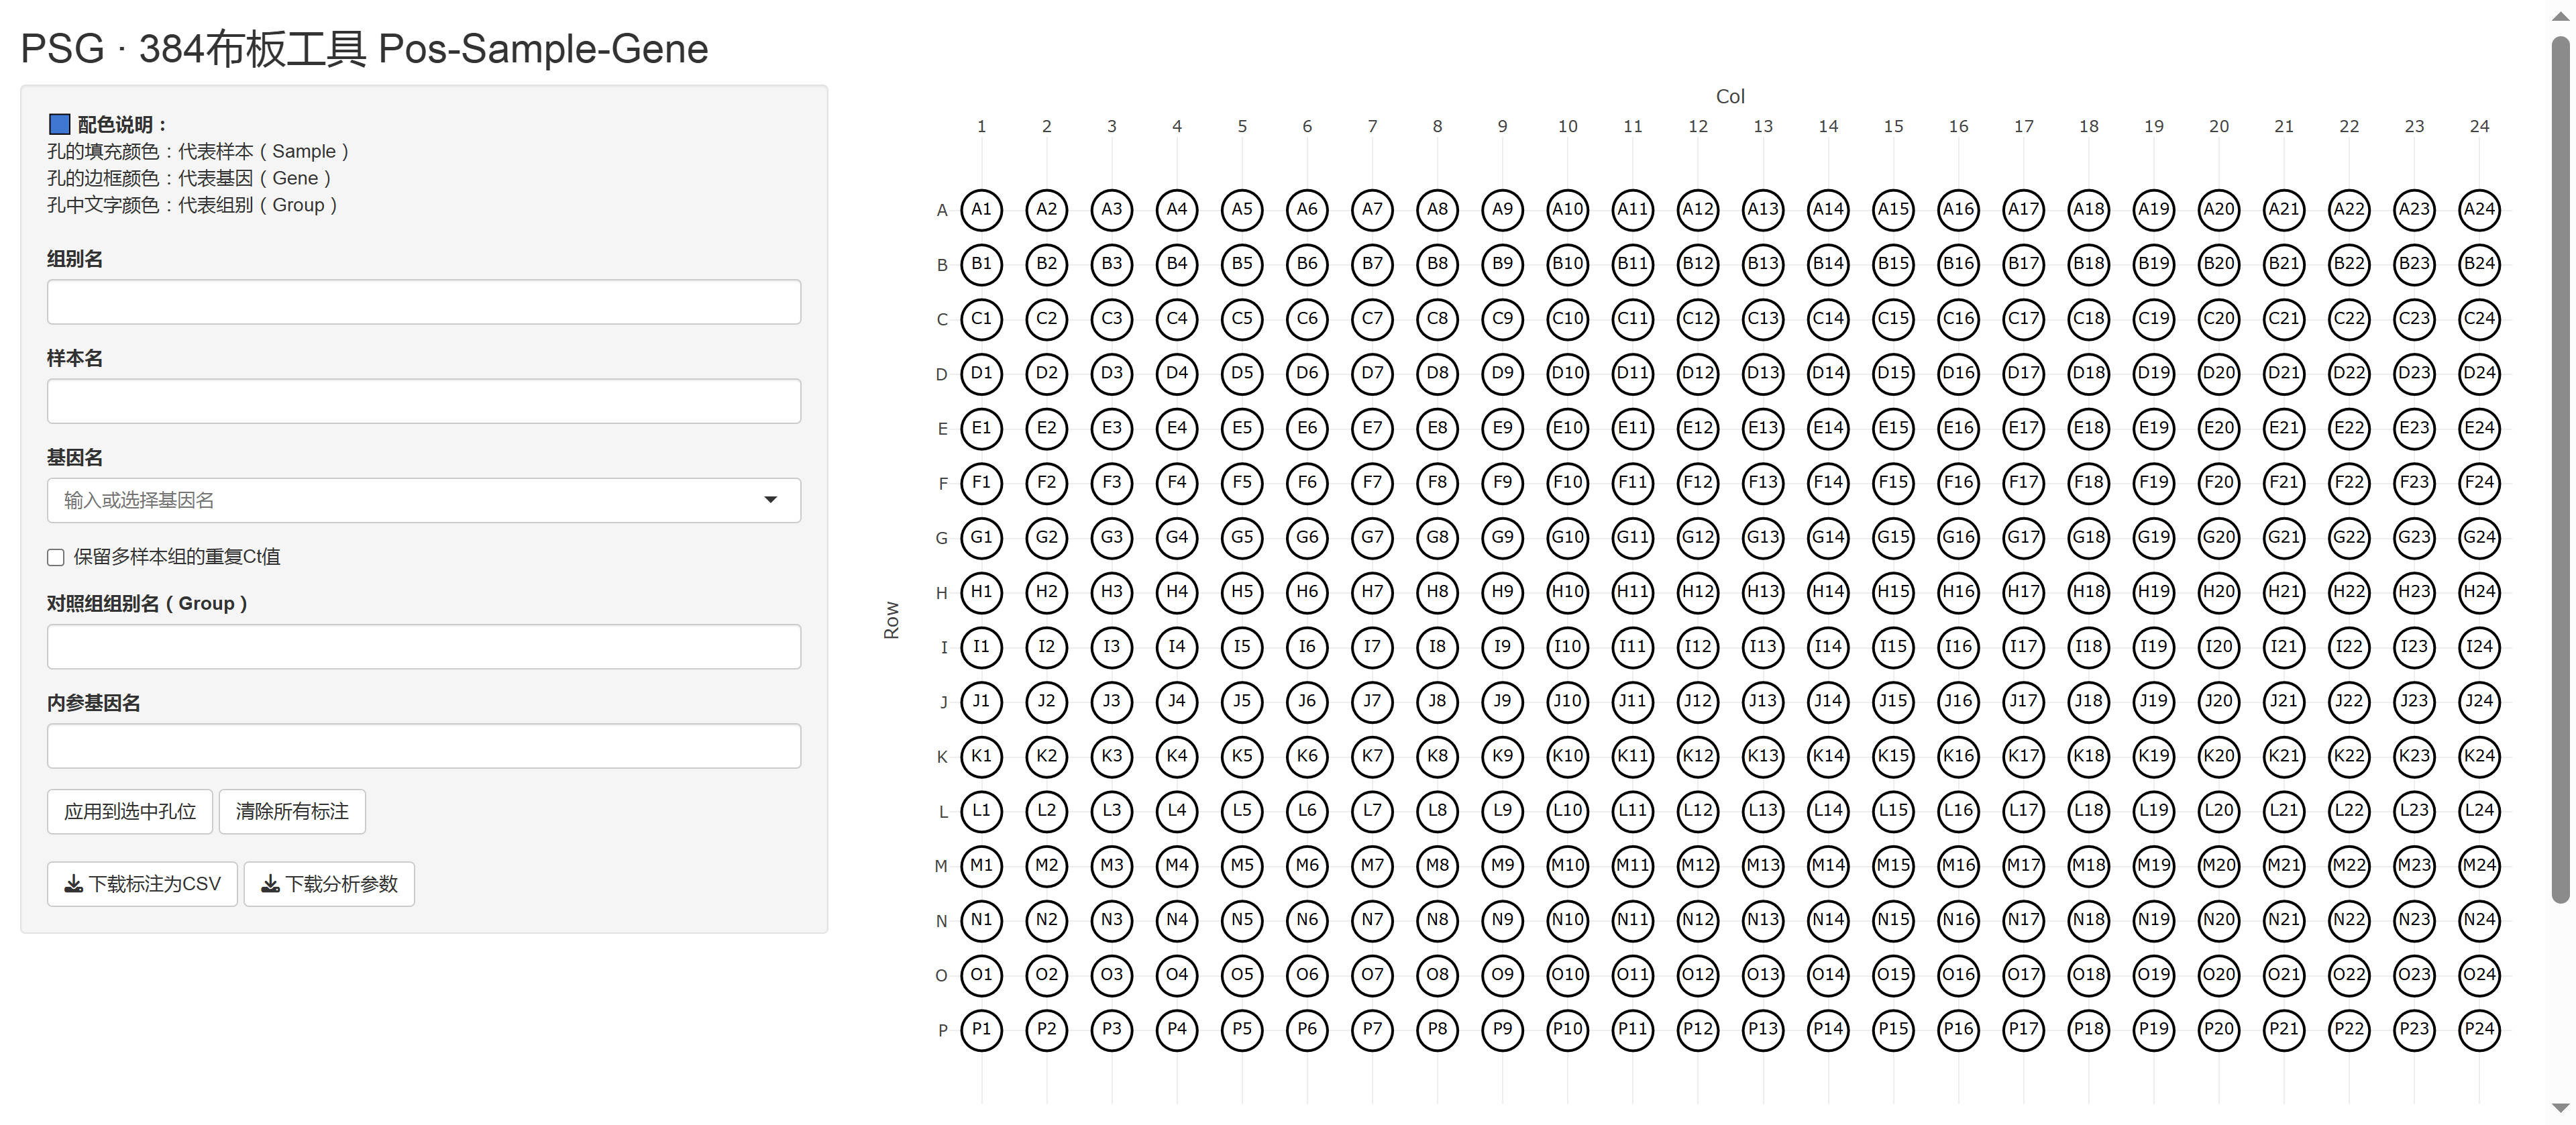 PSG · 384布板工具 Pos-Sample-Gene
配色说明：
孔的填充颜色：代表样本（Sample）
孔的边框颜色：代表基因（Gene）
孔中文字颜色：代表组别（Group）
组别名
样本名
基因名
输入或选择基因名
保留多样本组的重复Ct值
对照组组别名（Group）
内参基因名
应用到选中孔位 清除所有标注
下载标注为CSV 下载分析参数
Col
1 2 3 4 5 6 7 8 9 10 11 12 13 14 15 16 17 18 19 20 21 22 23 24
A A1 A2 A3 A4 A5 A6 A7 A8 A9 A10 A11 A12 A13 A14 A15 A16 A17 A18 A19 A20 A21 A22 A23 A24
B B1 B2 B3 B4 B5 B6 B7 B8 B9 B10 B11 B12 B13 B14 B15 B16 B17 B18 B19 B20 B21 B22 B23 B24
C C1 C2 C3 C4 C5 C6 C7 C8 C9 C10 C11 C12 C13 C14 C15 C16 C17 C18 C19 C20 C21 C22 C23 C24
D D1 D2 D3 D4 D5 D6 D7 D8 D9 D10 D11 D12 D13 D14 D15 D16 D17 D18 D19 D20 D21 D22 D23 D24
E E1 E2 E3 E4 E5 E6 E7 E8 E9 E10 E11 E12 E13 E14 E15 E16 E17 E18 E19 E20 E21 E22 E23 E24
F F1 F2 F3 F4 F5 F6 F7 F8 F9 F10 F11 F12 F13 F14 F15 F16 F17 F18 F19 F20 F21 F22 F23 F24
G G1 G2 G3 G4 G5 G6 G7 G8 G9 G10 G11 G12 G13 G14 G15 G16 G17 G18 G19 G20 G21 G22 G23 G24
H H1 H2 H3 H4 H5 H6 H7 H8 H9 H10 H11 H12 H13 H14 H15 H16 H17 H18 H19 H20 H21 H22 H23 H24
Row
I I1 I2 I3 I4 I5 I6 I7 I8 I9 I10 I11 I12 I13 I14 I15 I16 I17 I18 I19 I20 I21 I22 I23 I24
J J1 J2 J3 J4 J5 J6 J7 J8 J9 J10 J11 J12 J13 J14 J15 J16 J17 J18 J19 J20 J21 J22 J23 J24
K K1 K2 K3 K4 K5 K6 K7 K8 K9 K10 K11 K12 K13 K14 K15 K16 K17 K18 K19 K20 K21 K22 K23 K24
L L1 L2 L3 L4 L5 L6 L7 L8 L9 L10 L11 L12 L13 L14 L15 L16 L17 L18 L19 L20 L21 L22 L23 L24
M M1 M2 M3 M4 M5 M6 M7 M8 M9 M10 M11 M12 M13 M14 M15 M16 M17 M18 M19 M20 M21 M22 M23 M24
N N1 N2 N3 N4 N5 N6 N7 N8 N9 N10 N11 N12 N13 N14 N15 N16 N17 N18 N19 N20 N21 N22 N23 N24
O O1 O2 O3 O4 O5 O6 O7 O8 O9 O10 O11 O12 O13 O14 O15 O16 O17 O18 O19 O20 O21 O22 O23 O24
P P1 P2 P3 P4 P5 P6 P7 P8 P9 P10 P11 P12 P13 P14 P15 P16 P17 P18 P19 P20 P21 P22 P23 P24